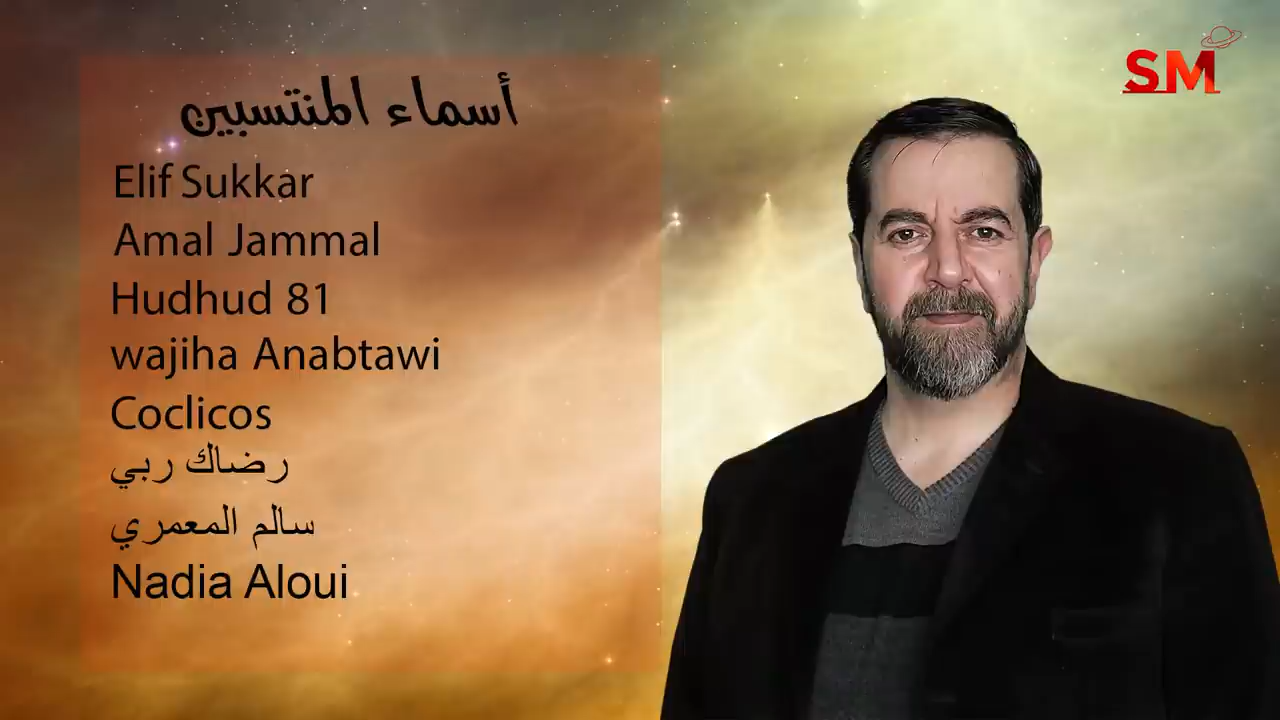 SM
أسماء المنتسبين
Elif Sukkar
Amal Jammal
Hudhud 81
wajiha Anabtawi
Coclicos
رضاك ربي
سالم المعمري
Nadia Aloui